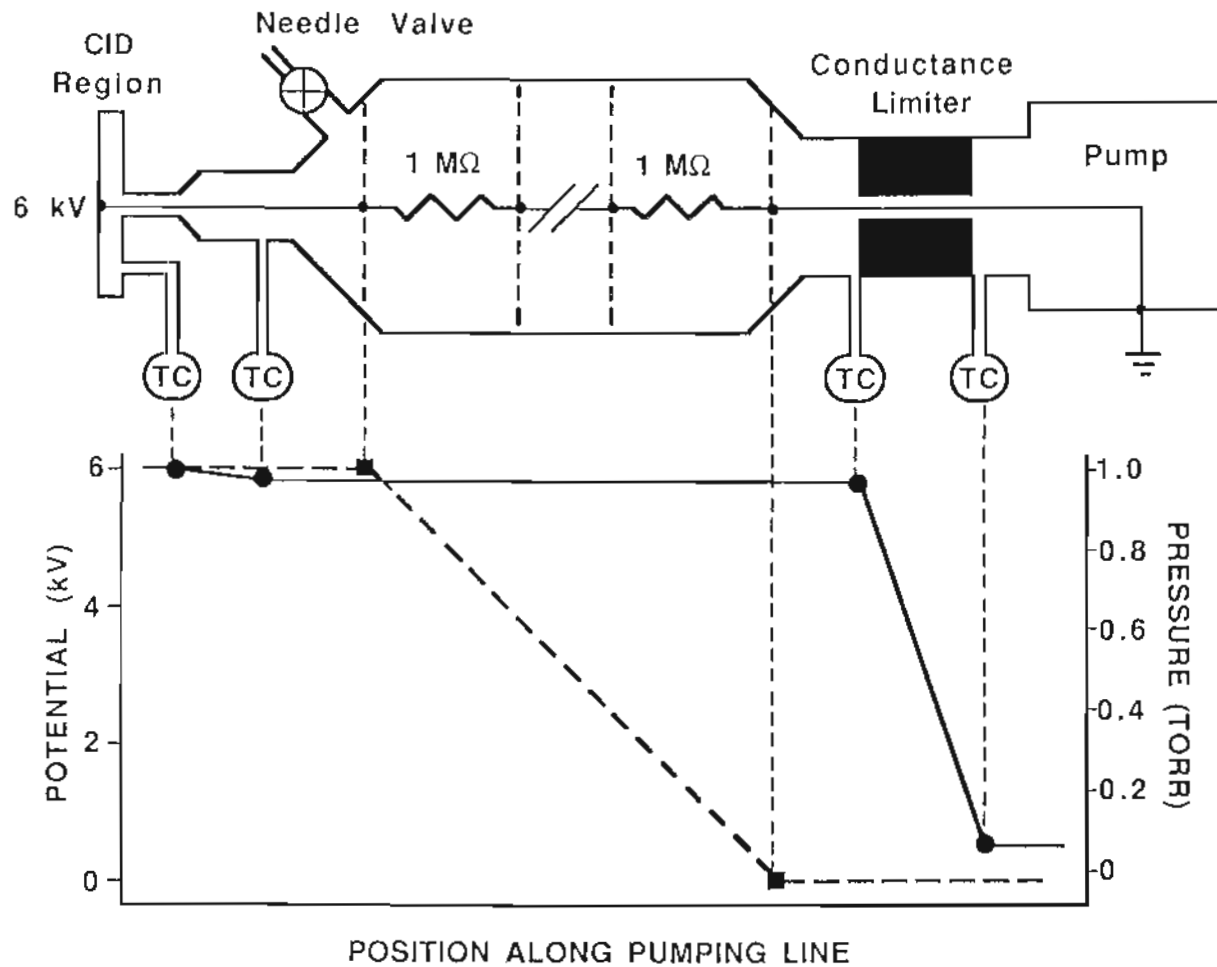 Needle Valve
CID
Region
Conductance
Limiter
1 MΩ
1 MΩ
Pump
6 kV
TC
TC
TC
TC
6
4
2
0
POTENTIAL (kV)
1.0
0.8
0.6
0.4
0.2
0
PRESSURE (TORR)
POSITION ALONG PUMPING LINE